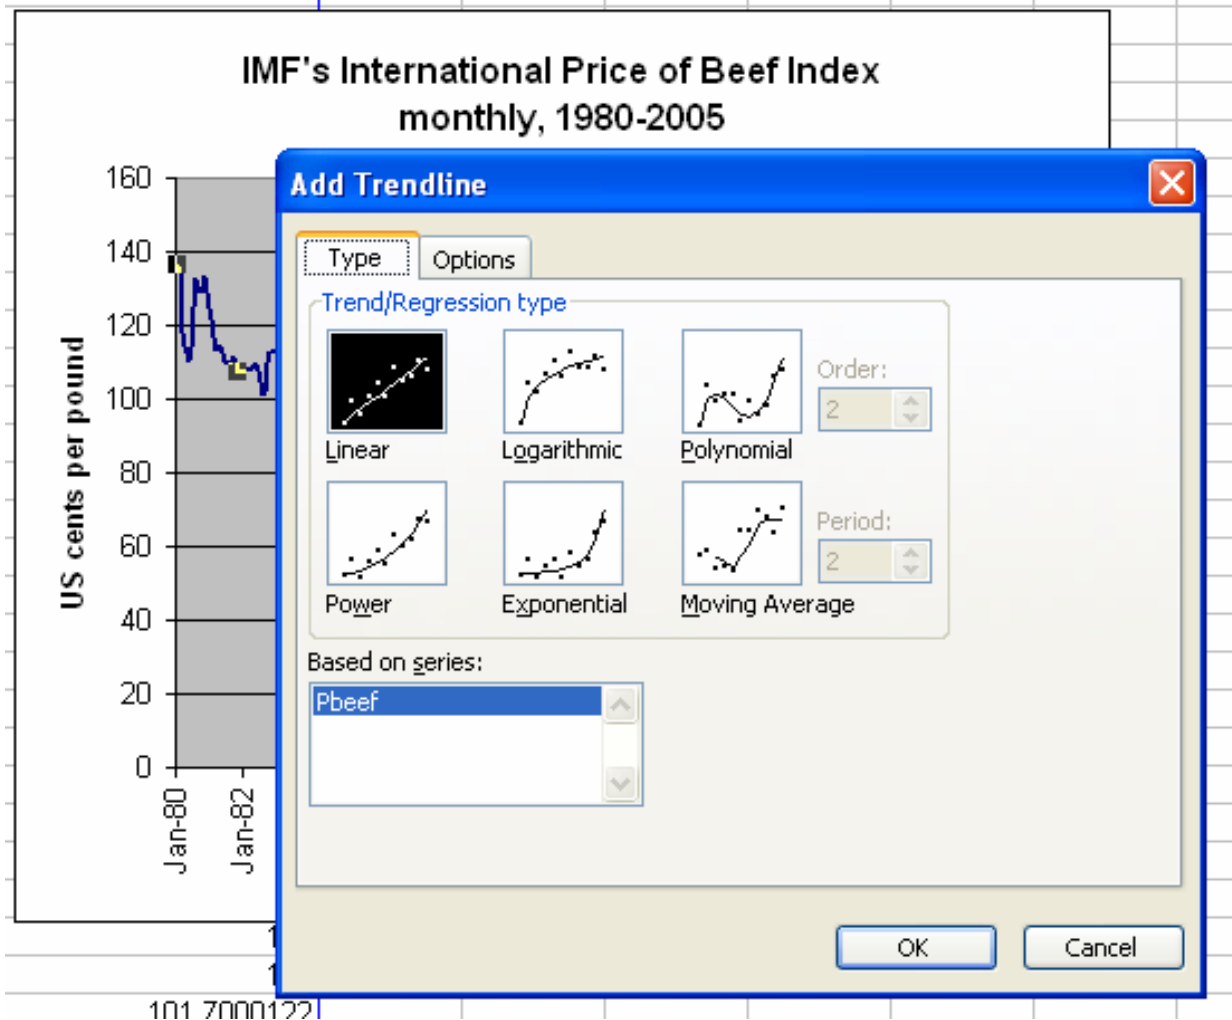 IMF's International Price of Beef Index
monthly, 1980-2005
160
140
120
100
80
60
40
20
0
US cents per pound
Jan-80
Jan-82
Add Trendline
Type
Options
Trend/Regression type
Linear
Logarithmic
Polynomial
Order:
2
Power
Exponential
Moving Average
Period:
2
Based on series:
Pbeef
OK
Cancel
1
1
101.7000122